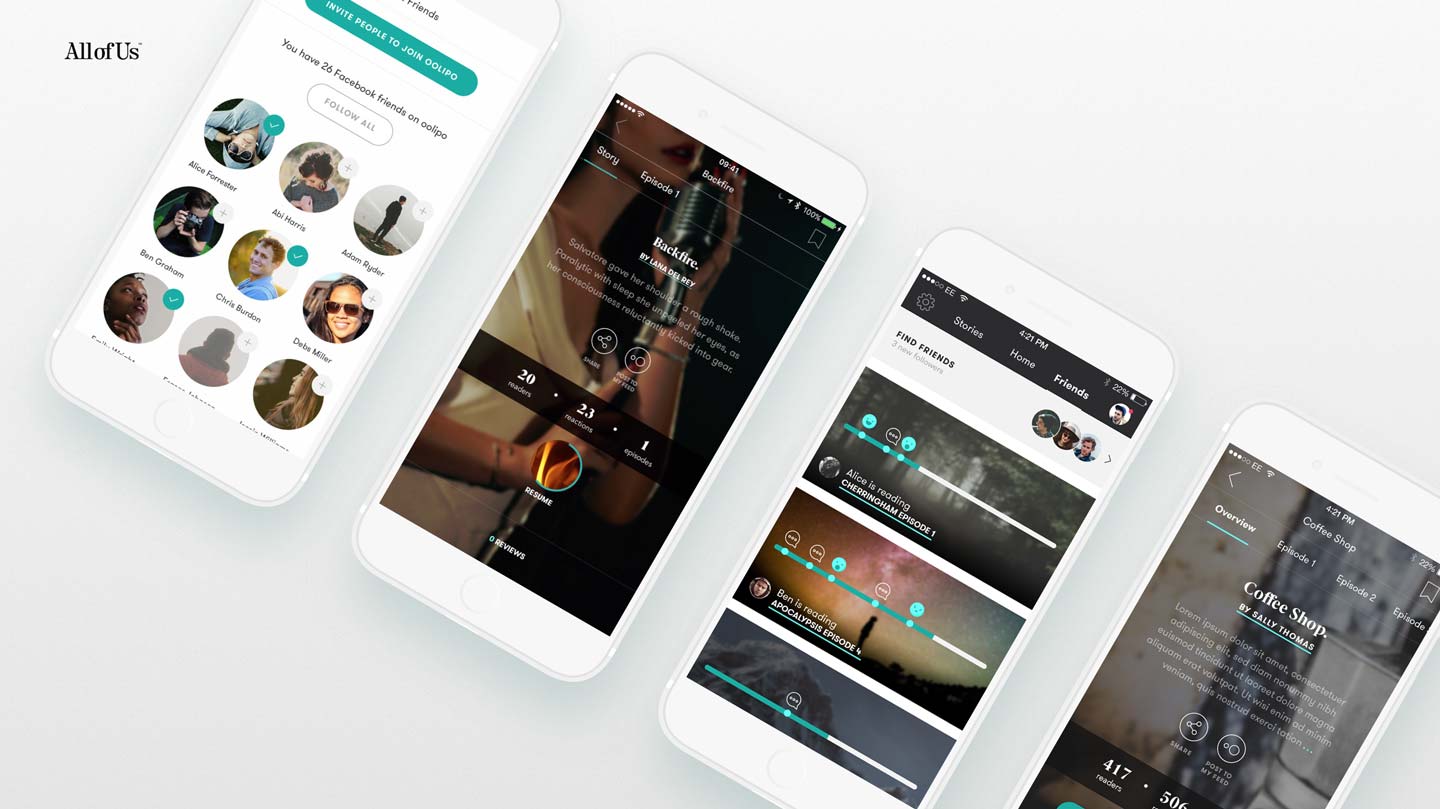 AllofUs™
Friends
INVITE PEOPLE TO JOIN OOLIPO
You have 26 Facebook friends on oolipo
FOLLOW ALL
Alice Forrester
Abi Harris
Adam Ryder
Ben Graham
Chris Burdon
Debs Miller
09:41
100%
Backfire
Story
Episode 1
Backfire.
BY LANA DEL REY
Salvatore gave her shoulder a rough shake.
Paralytic with sleep she unpeeled her eyes, as
her consciousness reluctantly kicked into gear.
SHARE
POST TO
MY FEED
20
readers
23
reactions
1
episodes
RESUME
0 REVIEWS
EE
4:21 PM
22%
Stories
Home
Friends
FIND FRIENDS
3 new followers
Alice is reading
CHERRINGHAM EPISODE 1
Ben is reading
APOCALYPSIS EPISODE 4
EE
4:21 PM
22%
Coffee Shop
Overview
Episode 1
Episode 2
Episode
Coffee Shop.
BY SALLY THOMAS
Lorem ipsum dolor sit amet, consectetuer
adipiscing elit, sed diam nonummy nibh
euismod tincidunt ut laoreet dolore magna
aliquam erat volutpat. Ut wisi enim ad minim
veniam, quis nostrud exerci tation ...
SHARE
POST TO
MY FEED
417
readers
506